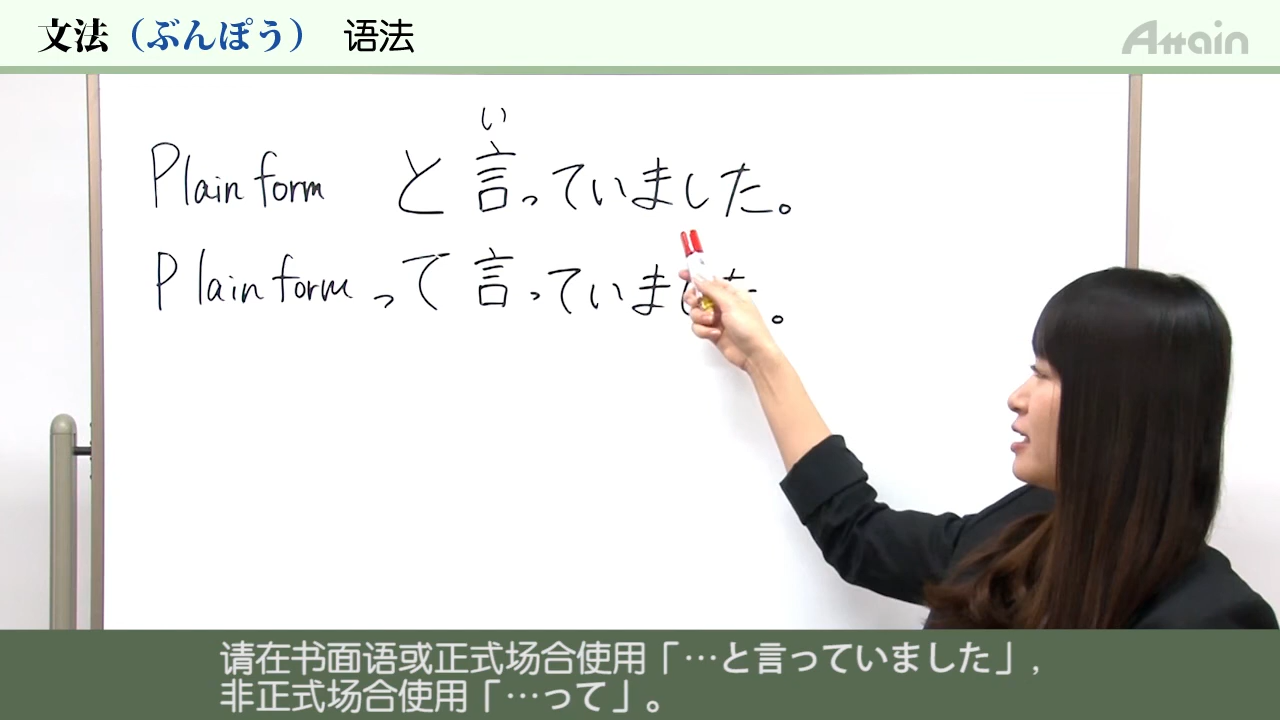 文法（ぶんぽう） 语法
Attain
い
Plain form と言っていました。
Plain form って言っていました。
请在书面语或正式场合使用「…と言っていました」，
非正式场合使用「…って」。